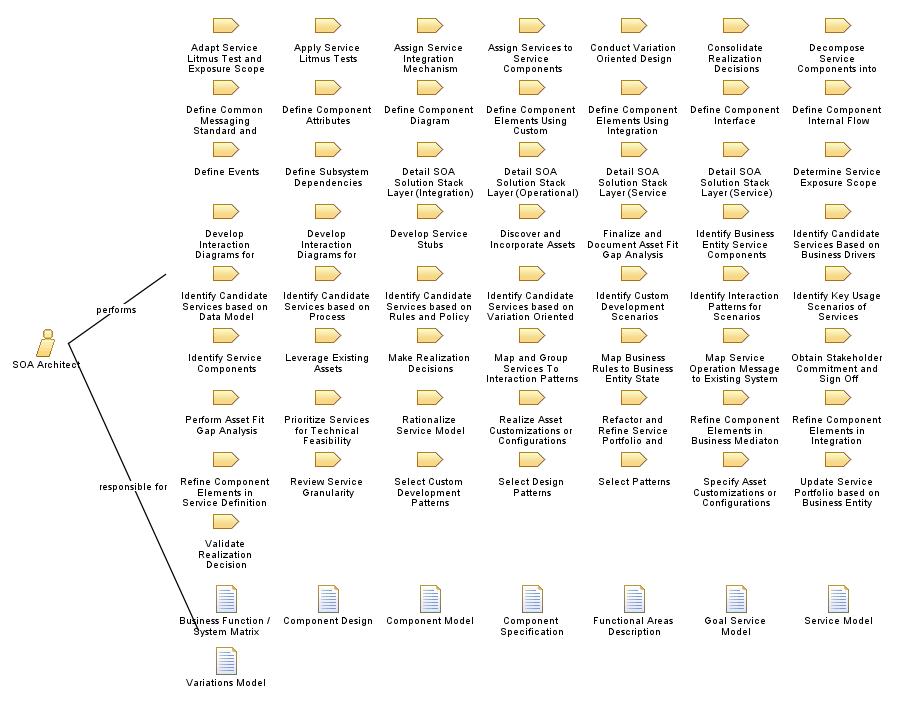 Adapt Service
Litmus Test and
Exposure Scope
Apply Service
Litmus Tests
Assign Service
Integration
Mechanism
Assign Services to
Service
Components
Conduct Variation
Oriented Design
Consolidate
Realization
Decisions
Decompose
Service
Components into
Define Common
Messaging
Standard and
Define Component
Attributes
Define Component
Diagram
Define Component
Elements Using
Custom
Define Component
Elements Using
Integration
Define Component
Interface
Define Component
Internal Flow
Define Events
Define Subsystem
Dependencies
Detail SOA
Solution Stack
Layer (Integration)
Detail SOA
Solution Stack
Layer (Operational)
Detail SOA
Solution Stack
Layer (Service
Detail SOA
Solution Stack
Layer (Service)
Determine Service
Exposure Scope
Develop
Interaction
Diagrams for
Develop
Interaction
Diagrams for
Develop Service
Stubs
Discover and
Incorporate Assets
Finalize and
Document Asset Fit
Gap Analysis
Identify Business
Entity Service
Components
Identify Candidate
Services Based on
Business Drivers
performs
Identify Candidate
Services based on
Data Model
Identify Candidate
Services based on
Process
Identify Candidate
Services based on
Rules and Policy
Identify Candidate
Services based on
Variation Oriented
Identify Custom
Development
Scenarios
Identify Interaction
Patterns for
Scenarios
Identify Key Usage
Scenarios of
Services
SOA Architect
Identify Service
Components
Leverage Existing
Assets
Make Realization
Decisions
Map and Group
Services To
Interaction Patterns
Map Business
Rules to Business
Entity State
Map Service
Operation Message
to Existing System
Obtain Stakeholder
Commitment and
Sign Off
Perform Asset Fit
Gap Analysis
Prioritize Services
for Technical
Feasibility
Rationalize
Service Model
Realize Asset
Customizations or
Configurations
Refactor and
Refine Service
Portfolio and
Refine Component
Elements in
Business Mediaton
Refine Component
Elements in
Integration
responsible for
Refine Component
Elements in
Service Definition
Review Service
Granularity
Select Custom
Development
Patterns
Select Design
Patterns
Select Patterns
Specify Asset
Customizations or
Configurations
Update Service
Portfolio based on
Business Entity
Validate
Realization
Decision
Business Function /
System Matrix
Component Design
Component Model
Component
Specification
Functional Areas
Description
Goal Service
Model
Service Model
Variations Model